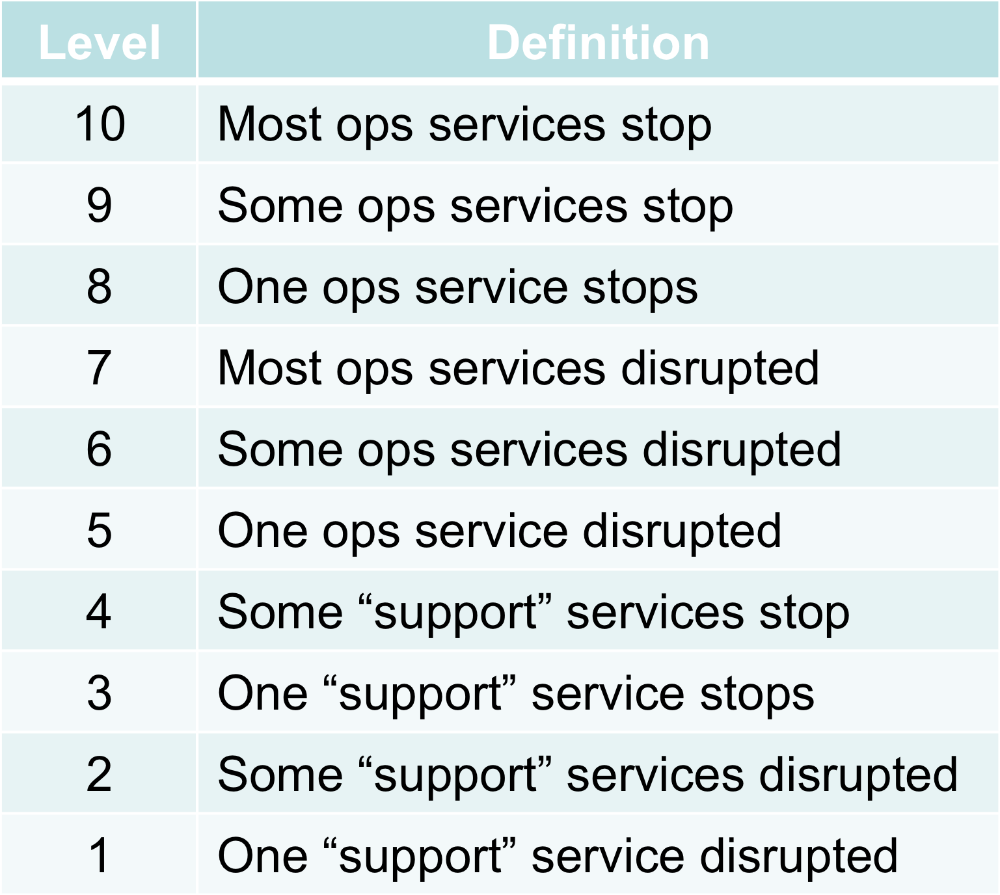 Level Definition
10 Most ops services stop
9 Some ops services stop
8 One ops service stops
7 Most ops services disrupted
6 Some ops services disrupted
5 One ops service disrupted
4 Some “support” services stop
3 One “support” service stops
2 Some “support” services disrupted
1 One “support” service disrupted